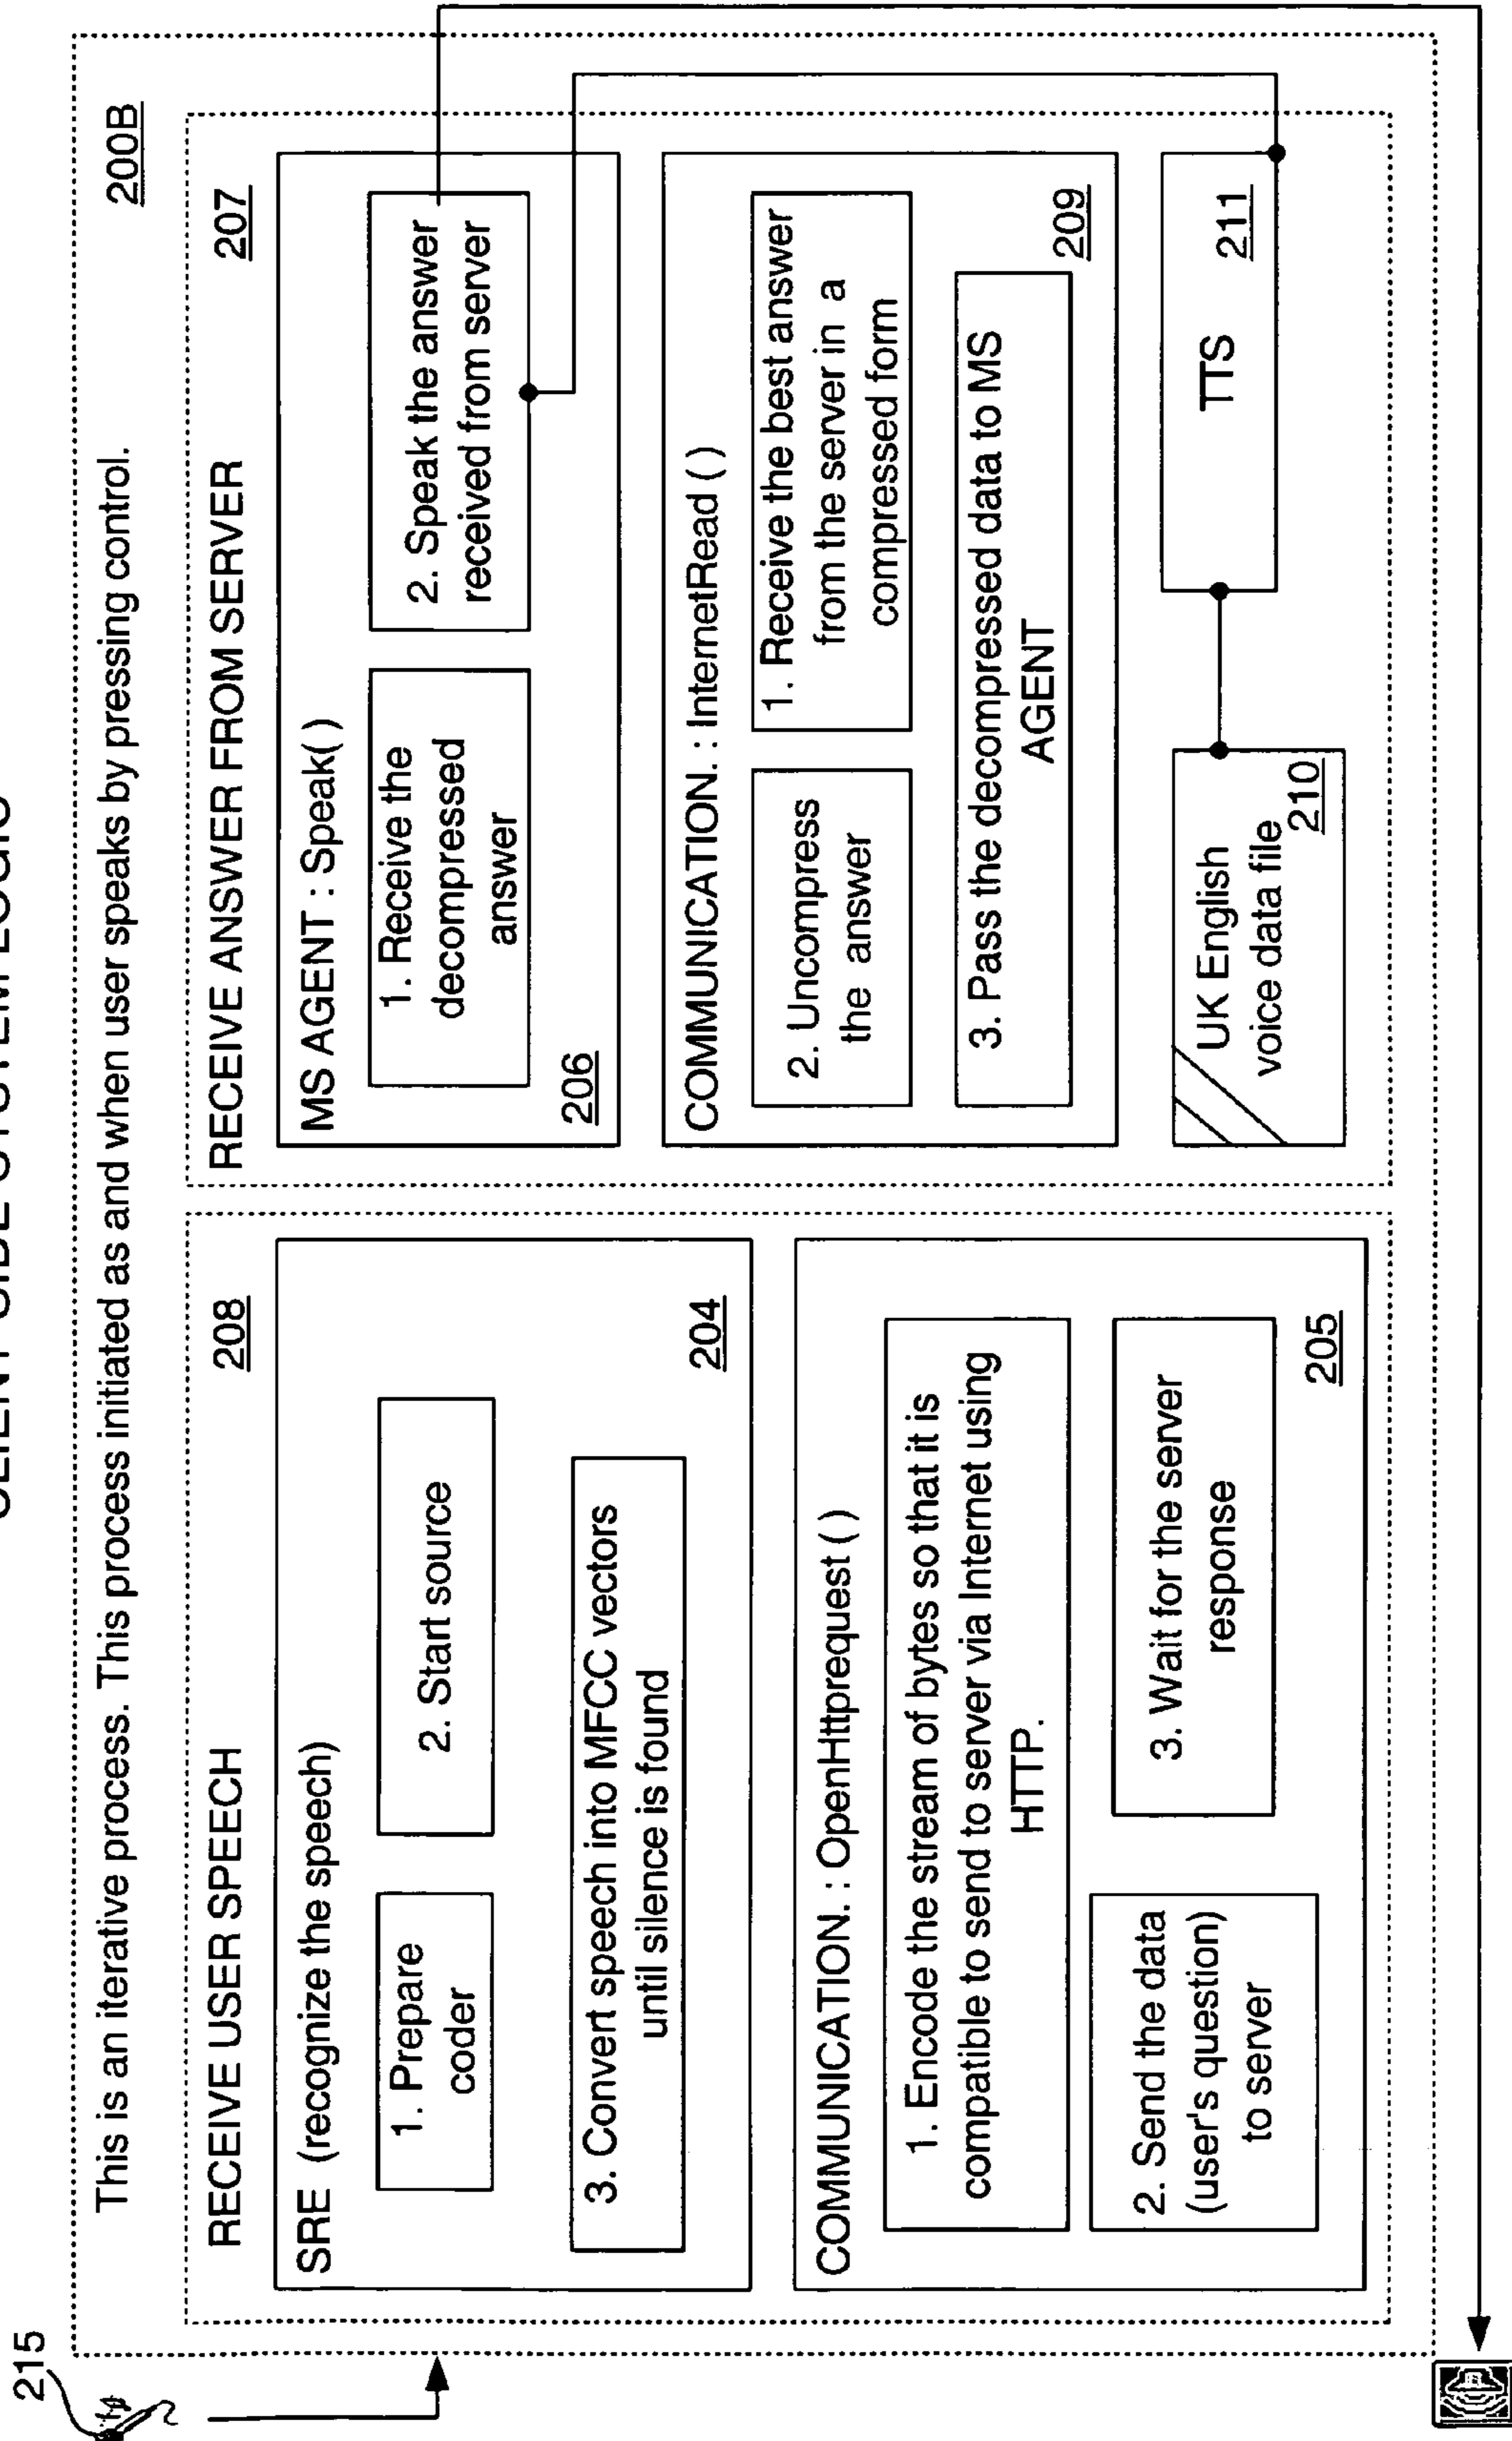 CLIENT SIDE SYSTEM LOGIC
215
This is an iterative process. This process initiated as and when user speaks by pressing control.
200B
RECEIVE USER SPEECH
208
SRE (recognize the speech)
1. Prepare
coder
2. Start source
3. Convert speech into MFCC vectors
until silence is found
204
COMMUNICATION. : OpenHttprequest ( )
1. Encode the stream of bytes so that it is
compatible to send to server via Internet using
HTTP.
2. Send the data
(user's question)
to server
3. Wait for the server
response
205
RECEIVE ANSWER FROM SERVER
207
MS AGENT : Speak( )
1. Receive the
decompressed
answer
2. Speak the answer
received from server
206
COMMUNICATION. : InternetRead ( )
2. Uncompress
the answer
1. Receive the best answer
from the server in a
compressed form
3. Pass the decompressed data to MS
AGENT
209
UK English
voice data file
210
TTS
211